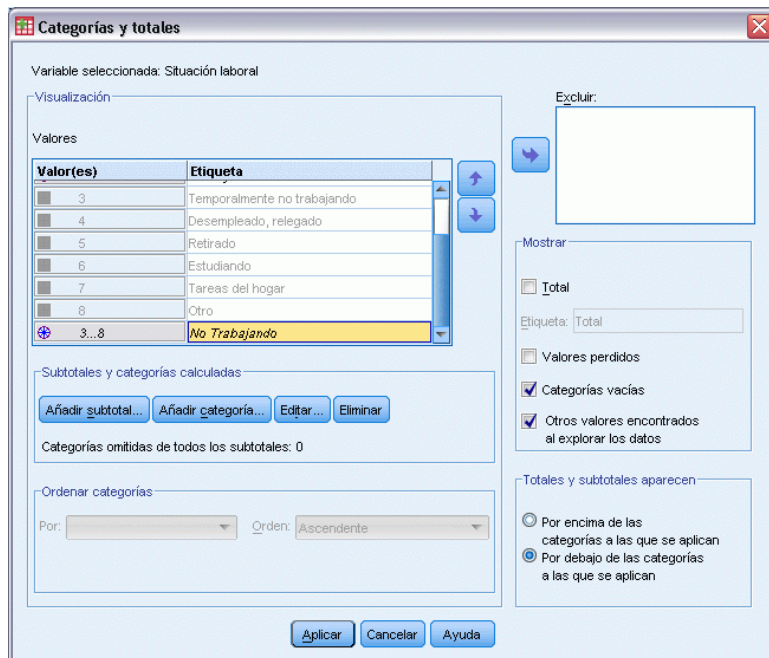 Categorías y totales
Variable seleccionada: Situación laboral
Visualización
Valores
Valor(es) Etiqueta
3 Temporalmente no trabajando
4 Desempleado, relegado
5 Retirado
6 Estudiando
7 Tareas del hogar
8 Otro
3...8 No Trabajando
Subtotales y categorías calculadas
Añadir subtotal... Añadir categoría... Editar... Eliminar
Categorías omitidas de todos los subtotales: 0
Ordenar categorías
Por: Orden: Ascendente
Excluir:
Mostrar
Total
Etiqueta: Total
Valores perdidos
Categorías vacías
Otros valores encontrados
al explorar los datos
Totales y subtotales aparecen
Por encima de las
categorías a las que se aplican
Por debajo de las categorías
a las que se aplican
Aplicar Cancelar Ayuda